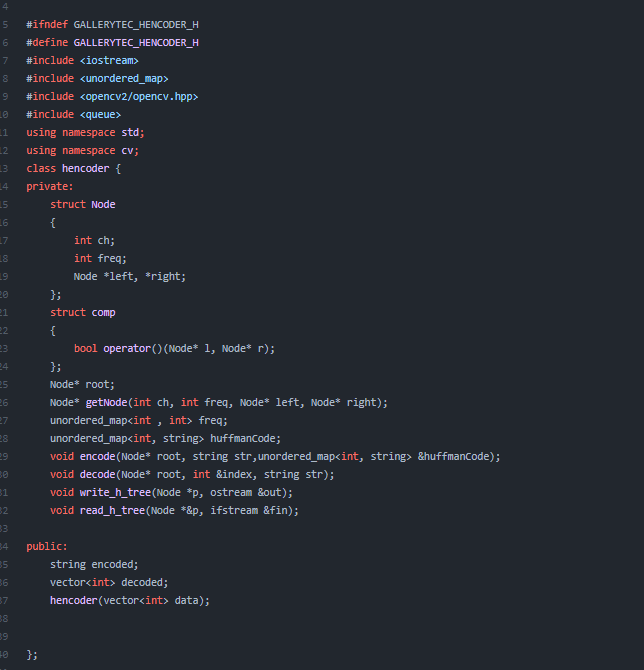 4
5 #ifndef GALLERYTEC_HENCODER_H
6 #define GALLERYTEC_HENCODER_H
7 #include <iostream>
8 #include <unordered_map>
9 #include <opencv2/opencv.hpp>
10 #include <queue>
11 using namespace std;
12 using namespace cv;
13 class hencoder {
14 private:
15     struct Node
16     {
17         int ch;
18         int freq;
19         Node *left, *right;
20     };
21     struct comp
22     {
23         bool operator()(Node* l, Node* r);
24     };
25     Node* root;
26     Node* getNode(int ch, int freq, Node* left, Node* right);
27     unordered_map<int , int> freq;
28     unordered_map<int, string> huffmanCode;
29     void encode(Node* root, string str,unordered_map<int, string> &huffmanCode);
30     void decode(Node* root, int &index, string str);
31     void write_h_tree(Node *p, ostream &out);
32     void read_h_tree(Node *&p, ifstream &fin);
33
34 public:
35     string encoded;
36     vector<int> decoded;
37     hencoder(vector<int> data);
38
39
40 };